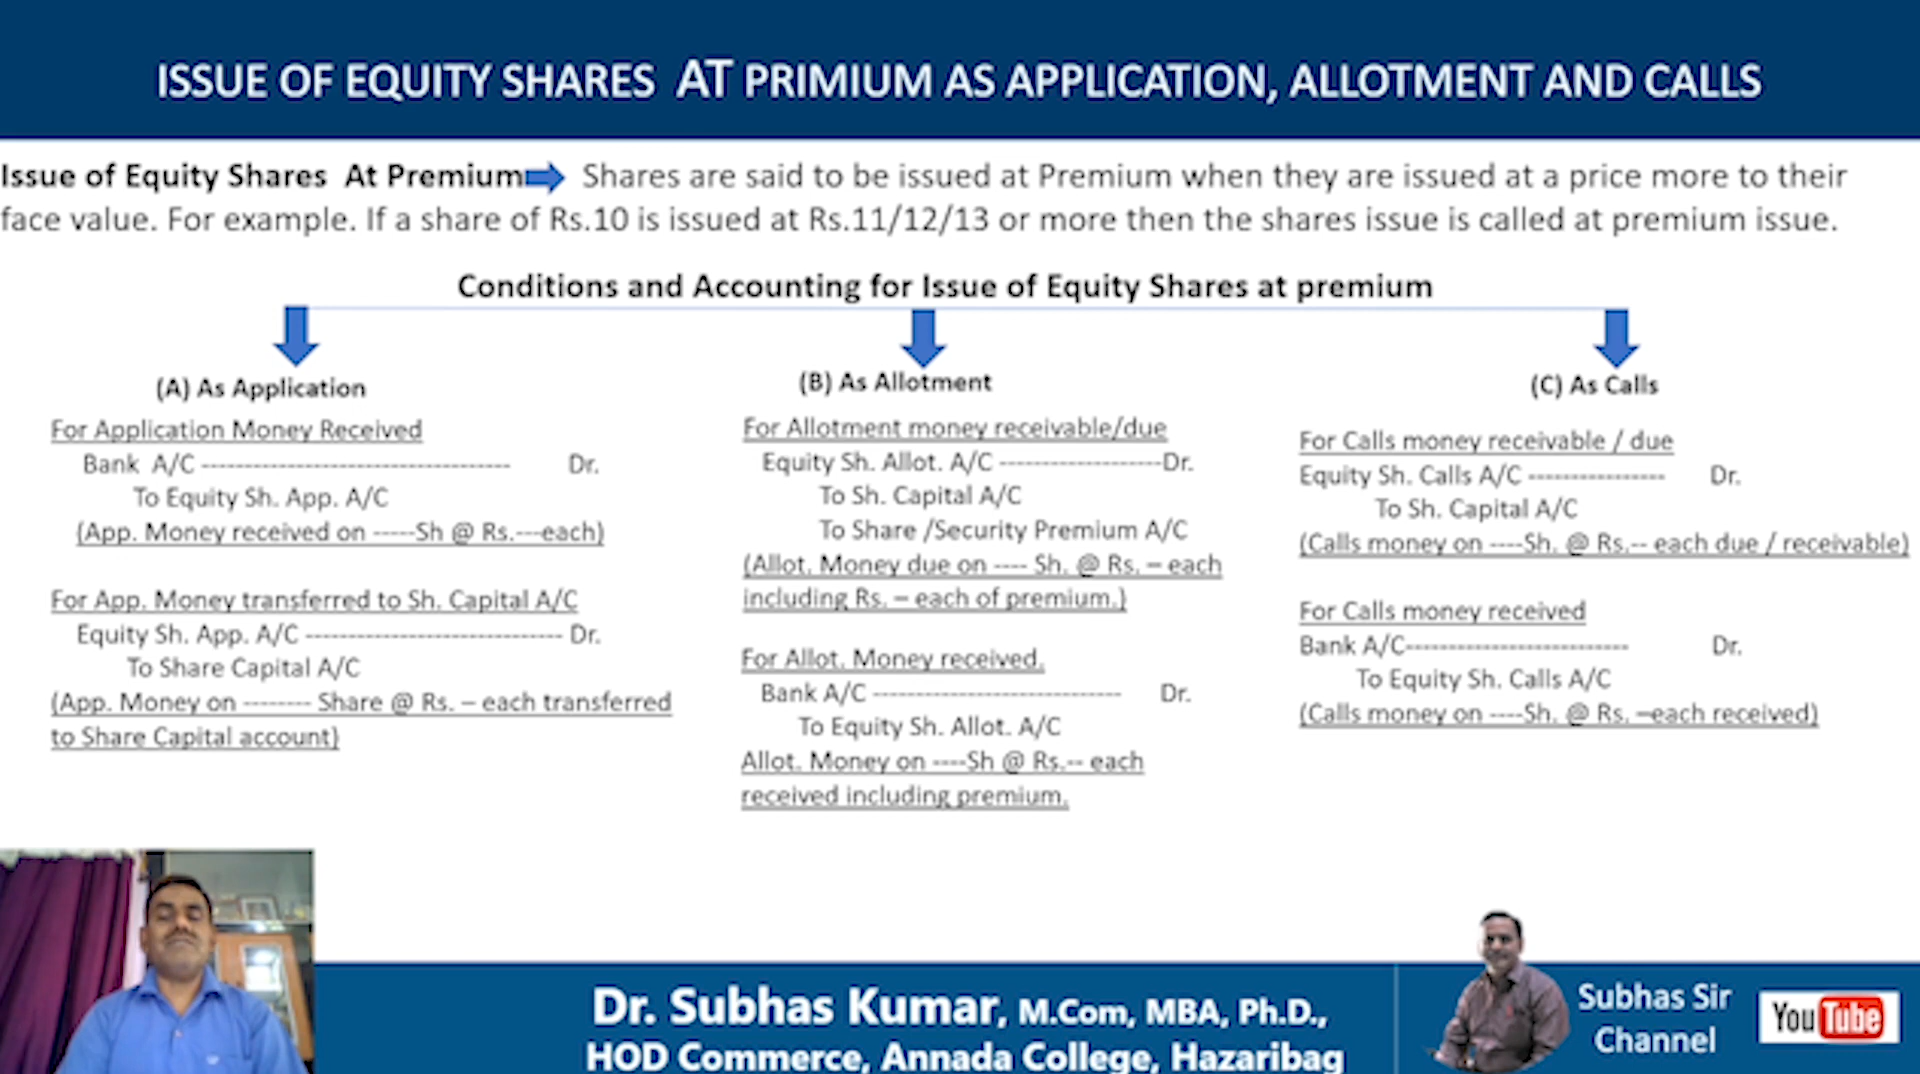 ISSUE OF EQUITY SHARES AT PRIMIUM AS APPLICATION, ALLOTMENT AND CALLS
Issue of Equity Shares At Premium Shares are said to be issued at Premium when they are issued at a price more to their
face value. For example. If a share of Rs.10 is issued at Rs.11/12/13 or more then the shares issue is called at premium issue.
Conditions and Accounting for Issue of Equity Shares at premium
(A) As Application
For Application Money Received
Bank A/C ------------------------------------ Dr.
To Equity Sh. App. A/C
(App. Money received on -----Sh @ Rs.---each)
For App. Money transferred to Sh. Capital A/C
Equity Sh. App. A/C ------------------------------ Dr.
To Share Capital A/C
(App. Money on -------- Share @ Rs. – each transferred
to Share Capital account)
(B) As Allotment
For Allotment money receivable/due
Equity Sh. Allot. A/C -------------------Dr.
To Sh. Capital A/C
To Share /Security Premium A/C
(Allot. Money due on ---- Sh. @ Rs. – each
including Rs. – each of premium.)
For Allot. Money received.
Bank A/C ----------------------------- Dr.
To Equity Sh. Allot. A/C
Allot. Money on ----Sh @ Rs.-- each
received including premium.
(C) As Calls
For Calls money receivable / due
Equity Sh. Calls A/C ---------------- Dr.
To Sh. Capital A/C
(Calls money on ----Sh. @ Rs.-- each due / receivable)
For Calls money received
Bank A/C-------------------------- Dr.
To Equity Sh. Calls A/C
(Calls money on ----Sh. @ Rs. –each received)
Dr. Subhas Kumar, M.Com, MBA, Ph.D.,
HOD Commerce, Annada College, Hazaribag
Subhas Sir
Channel
YouTube